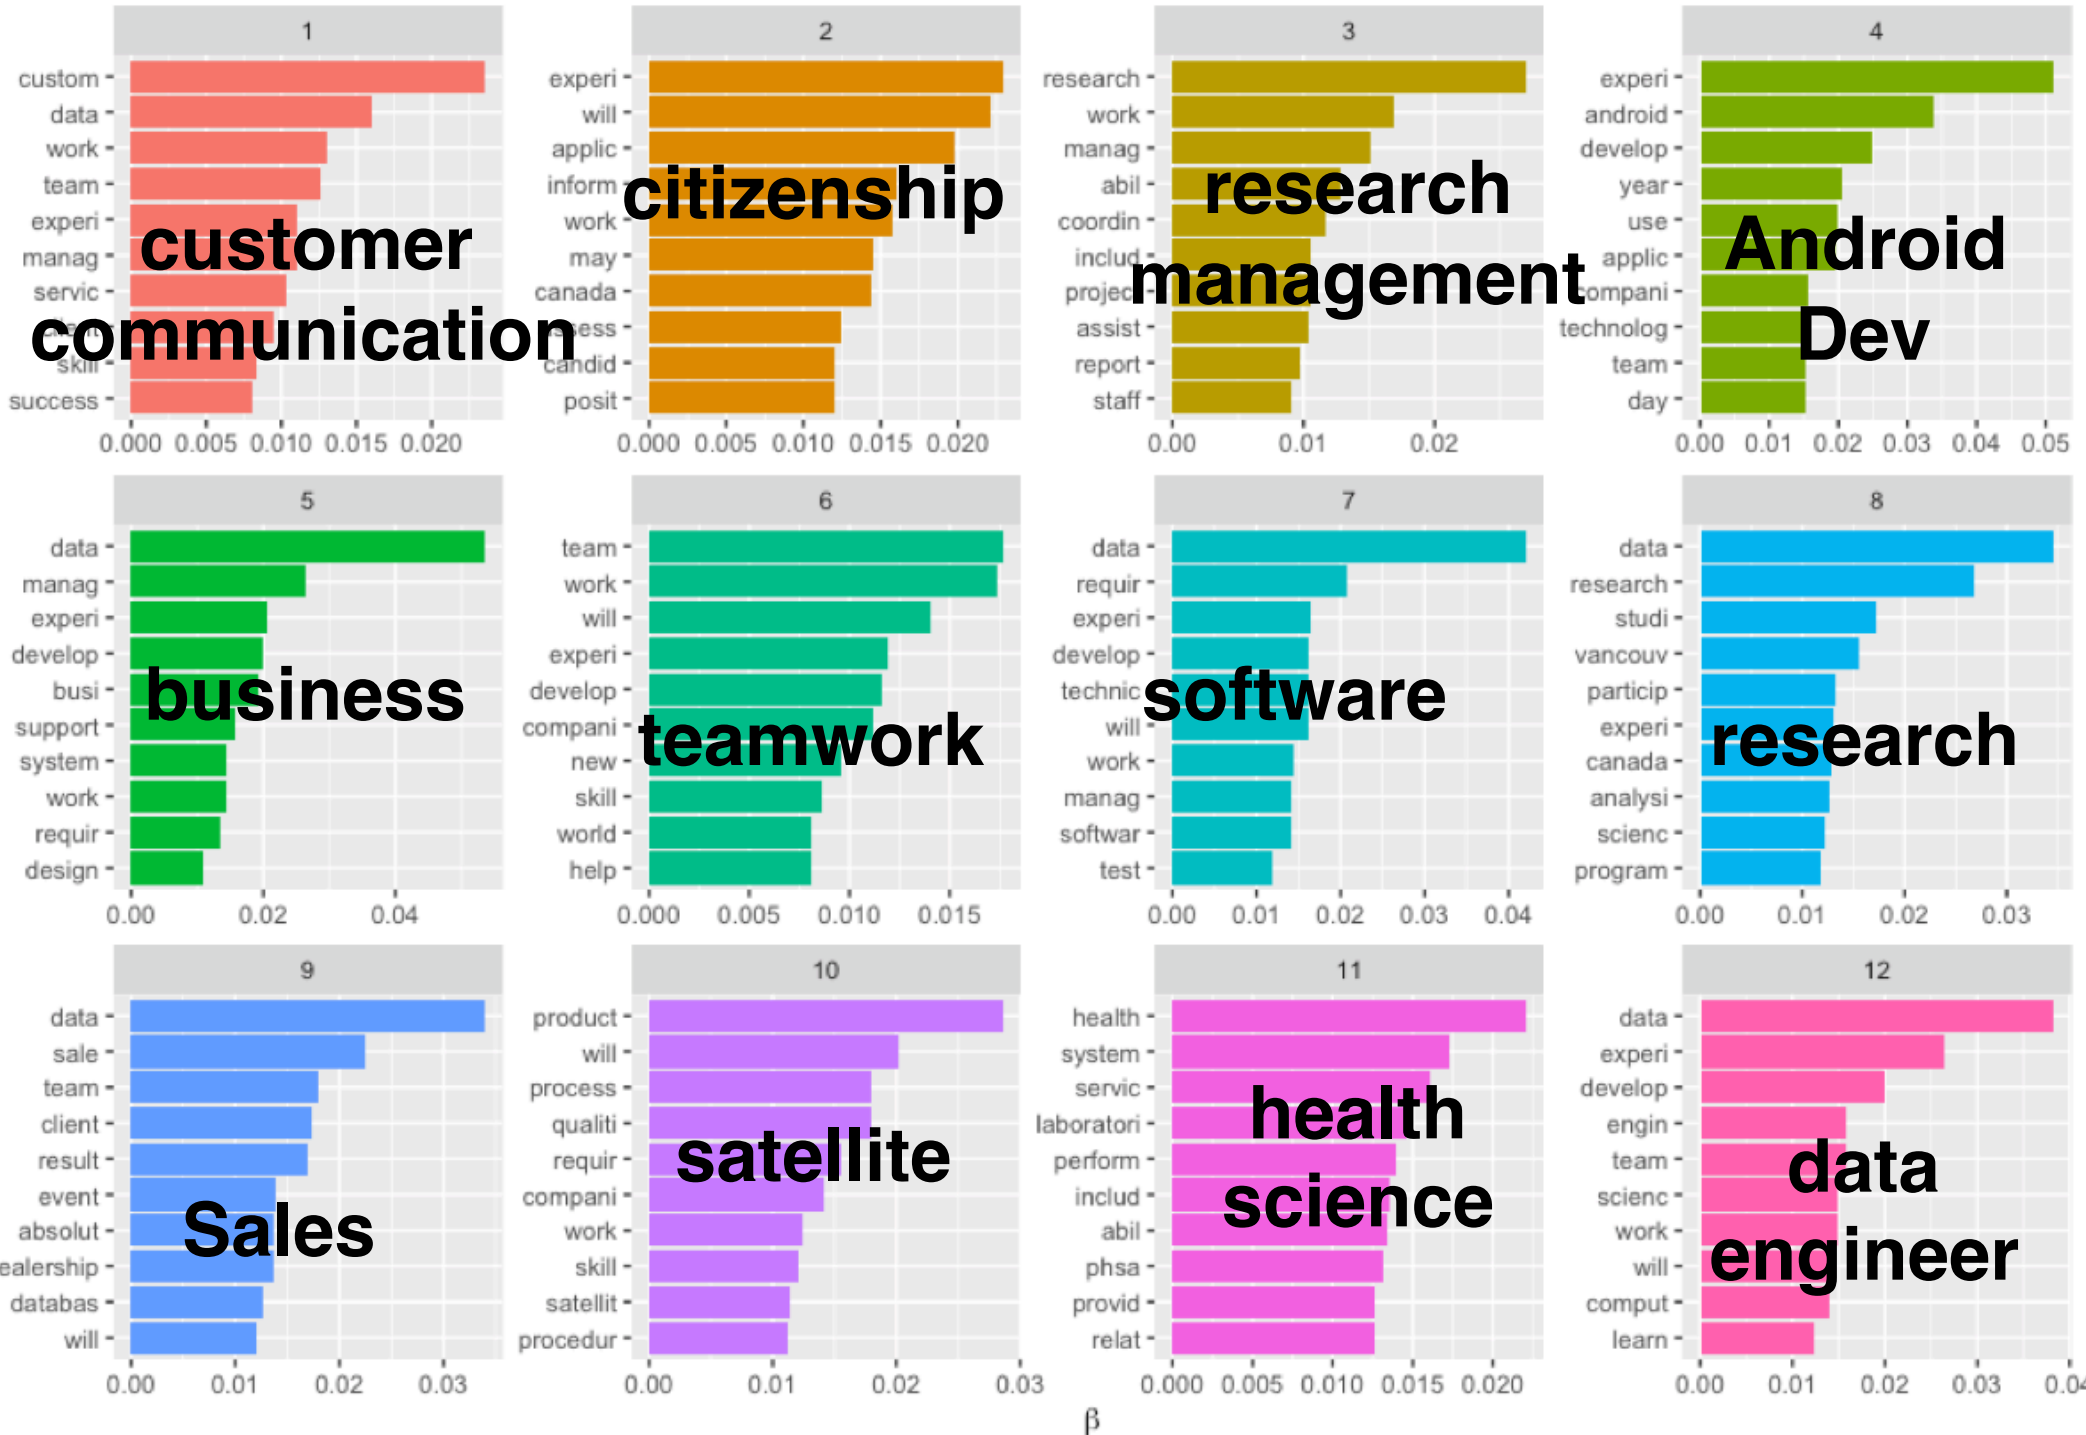 1
custom
data
work
team
experi
manag
servic
client
skill
success
customer
communication
0.000 0.005 0.010 0.015 0.020
2
experi
will
applic
inform
work
may
canada
assess
candid
posit
citizenship
0.000 0.005 0.010 0.015 0.020
3
research
work
manag
abil
coordin
includ
project
assist
report
staff
research
management
0.00 0.01 0.02
4
experi
android
develop
year
use
applic
compani
technolog
team
day
Android
Dev
0.00 0.01 0.02 0.03 0.04 0.05
5
data
manag
experi
develop
busi
support
system
work
requir
design
business
0.00 0.02 0.04
6
team
work
will
experi
develop
compani
new
skill
world
help
teamwork
0.000 0.005 0.010 0.015
7
data
requir
experi
develop
technic
will
work
manag
softwar
test
software
0.00 0.01 0.02 0.03 0.04
8
data
research
studi
vancouv
particip
experi
canada
analysi
scienc
program
research
0.00 0.01 0.02 0.03
9
data
sale
team
client
result
event
absolut
ealership
databas
will
Sales
0.00 0.01 0.02 0.03
10
product
will
process
qualiti
requir
compani
work
skill
satellit
procedur
satellite
0.00 0.01 0.02 0.03
11
health
system
servic
laboratori
perform
includ
abil
phsa
provid
relat
health
science
0.000 0.005 0.010 0.015 0.020
12
data
experi
develop
engin
team
scienc
work
will
comput
learn
data
engineer
0.00 0.01 0.02 0.03 0.04
β